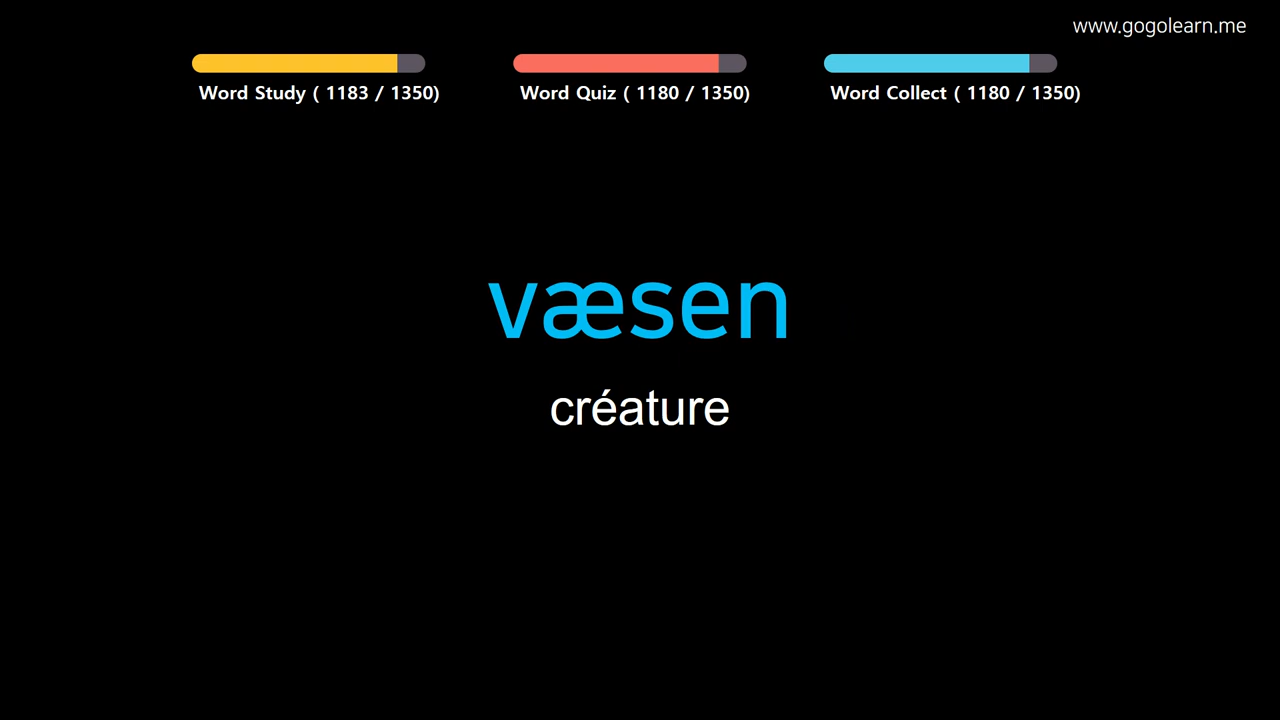 www.gogolearn.me
Word Study ( 1183 / 1350)
Word Quiz ( 1180 / 1350)
Word Collect ( 1180 / 1350)
væsen
créature